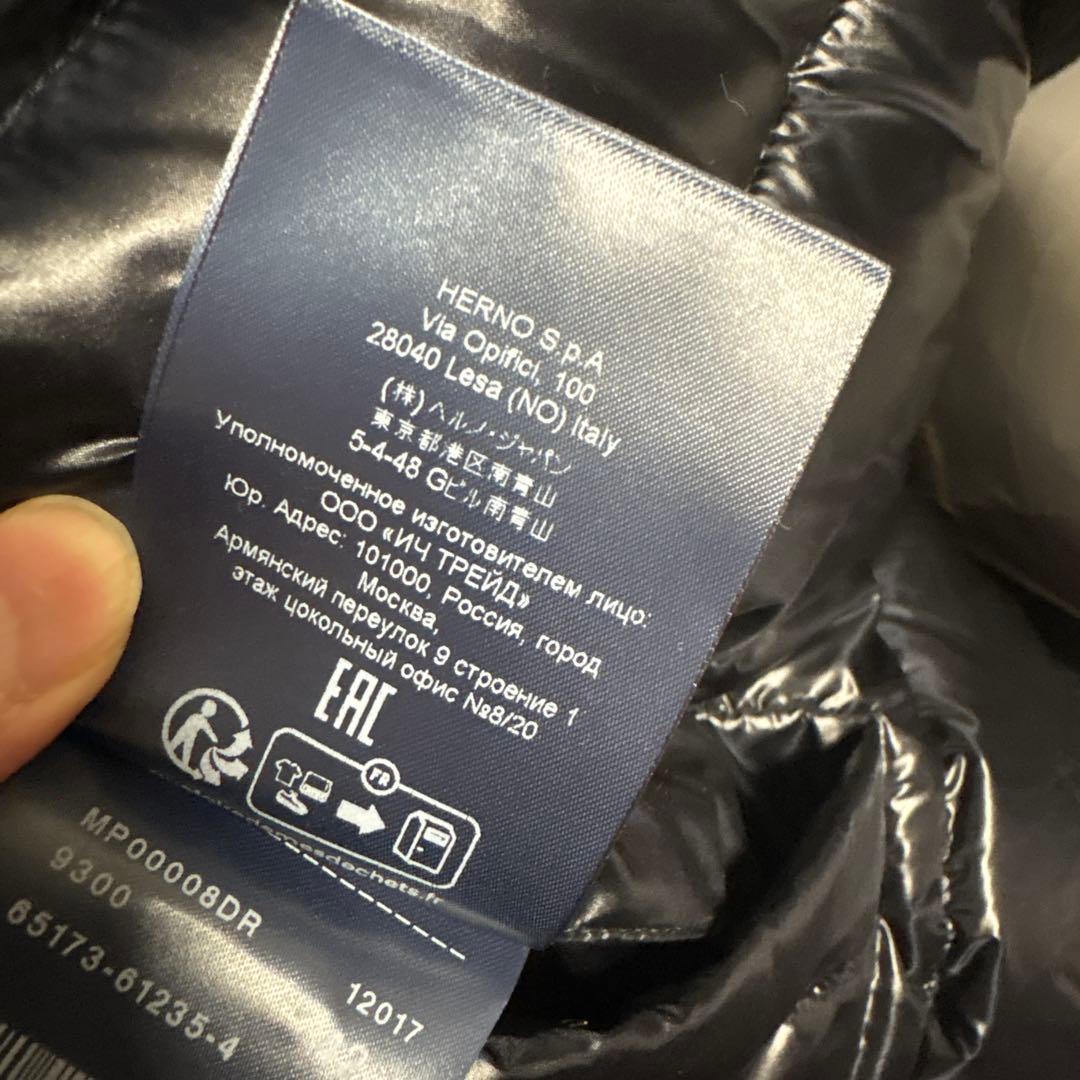 HERNO S.p.A
Via Opifici, 100
28040 Lesa (NO) Italy
(株)ヘルノ・ジャパン
東京都港区南青山
5-4-48 Gビル南青山
Уполномоченное изготовителем лицо:
ООО «ИЧ ТРЕЙД»
Юр. Адрес: 101000, Россия, город
Москва,
Армянский переулок 9 строение 1
этаж цокольный офис №8/20
EAC
FR
MP00008DR
9300
12017
65173-61235-4